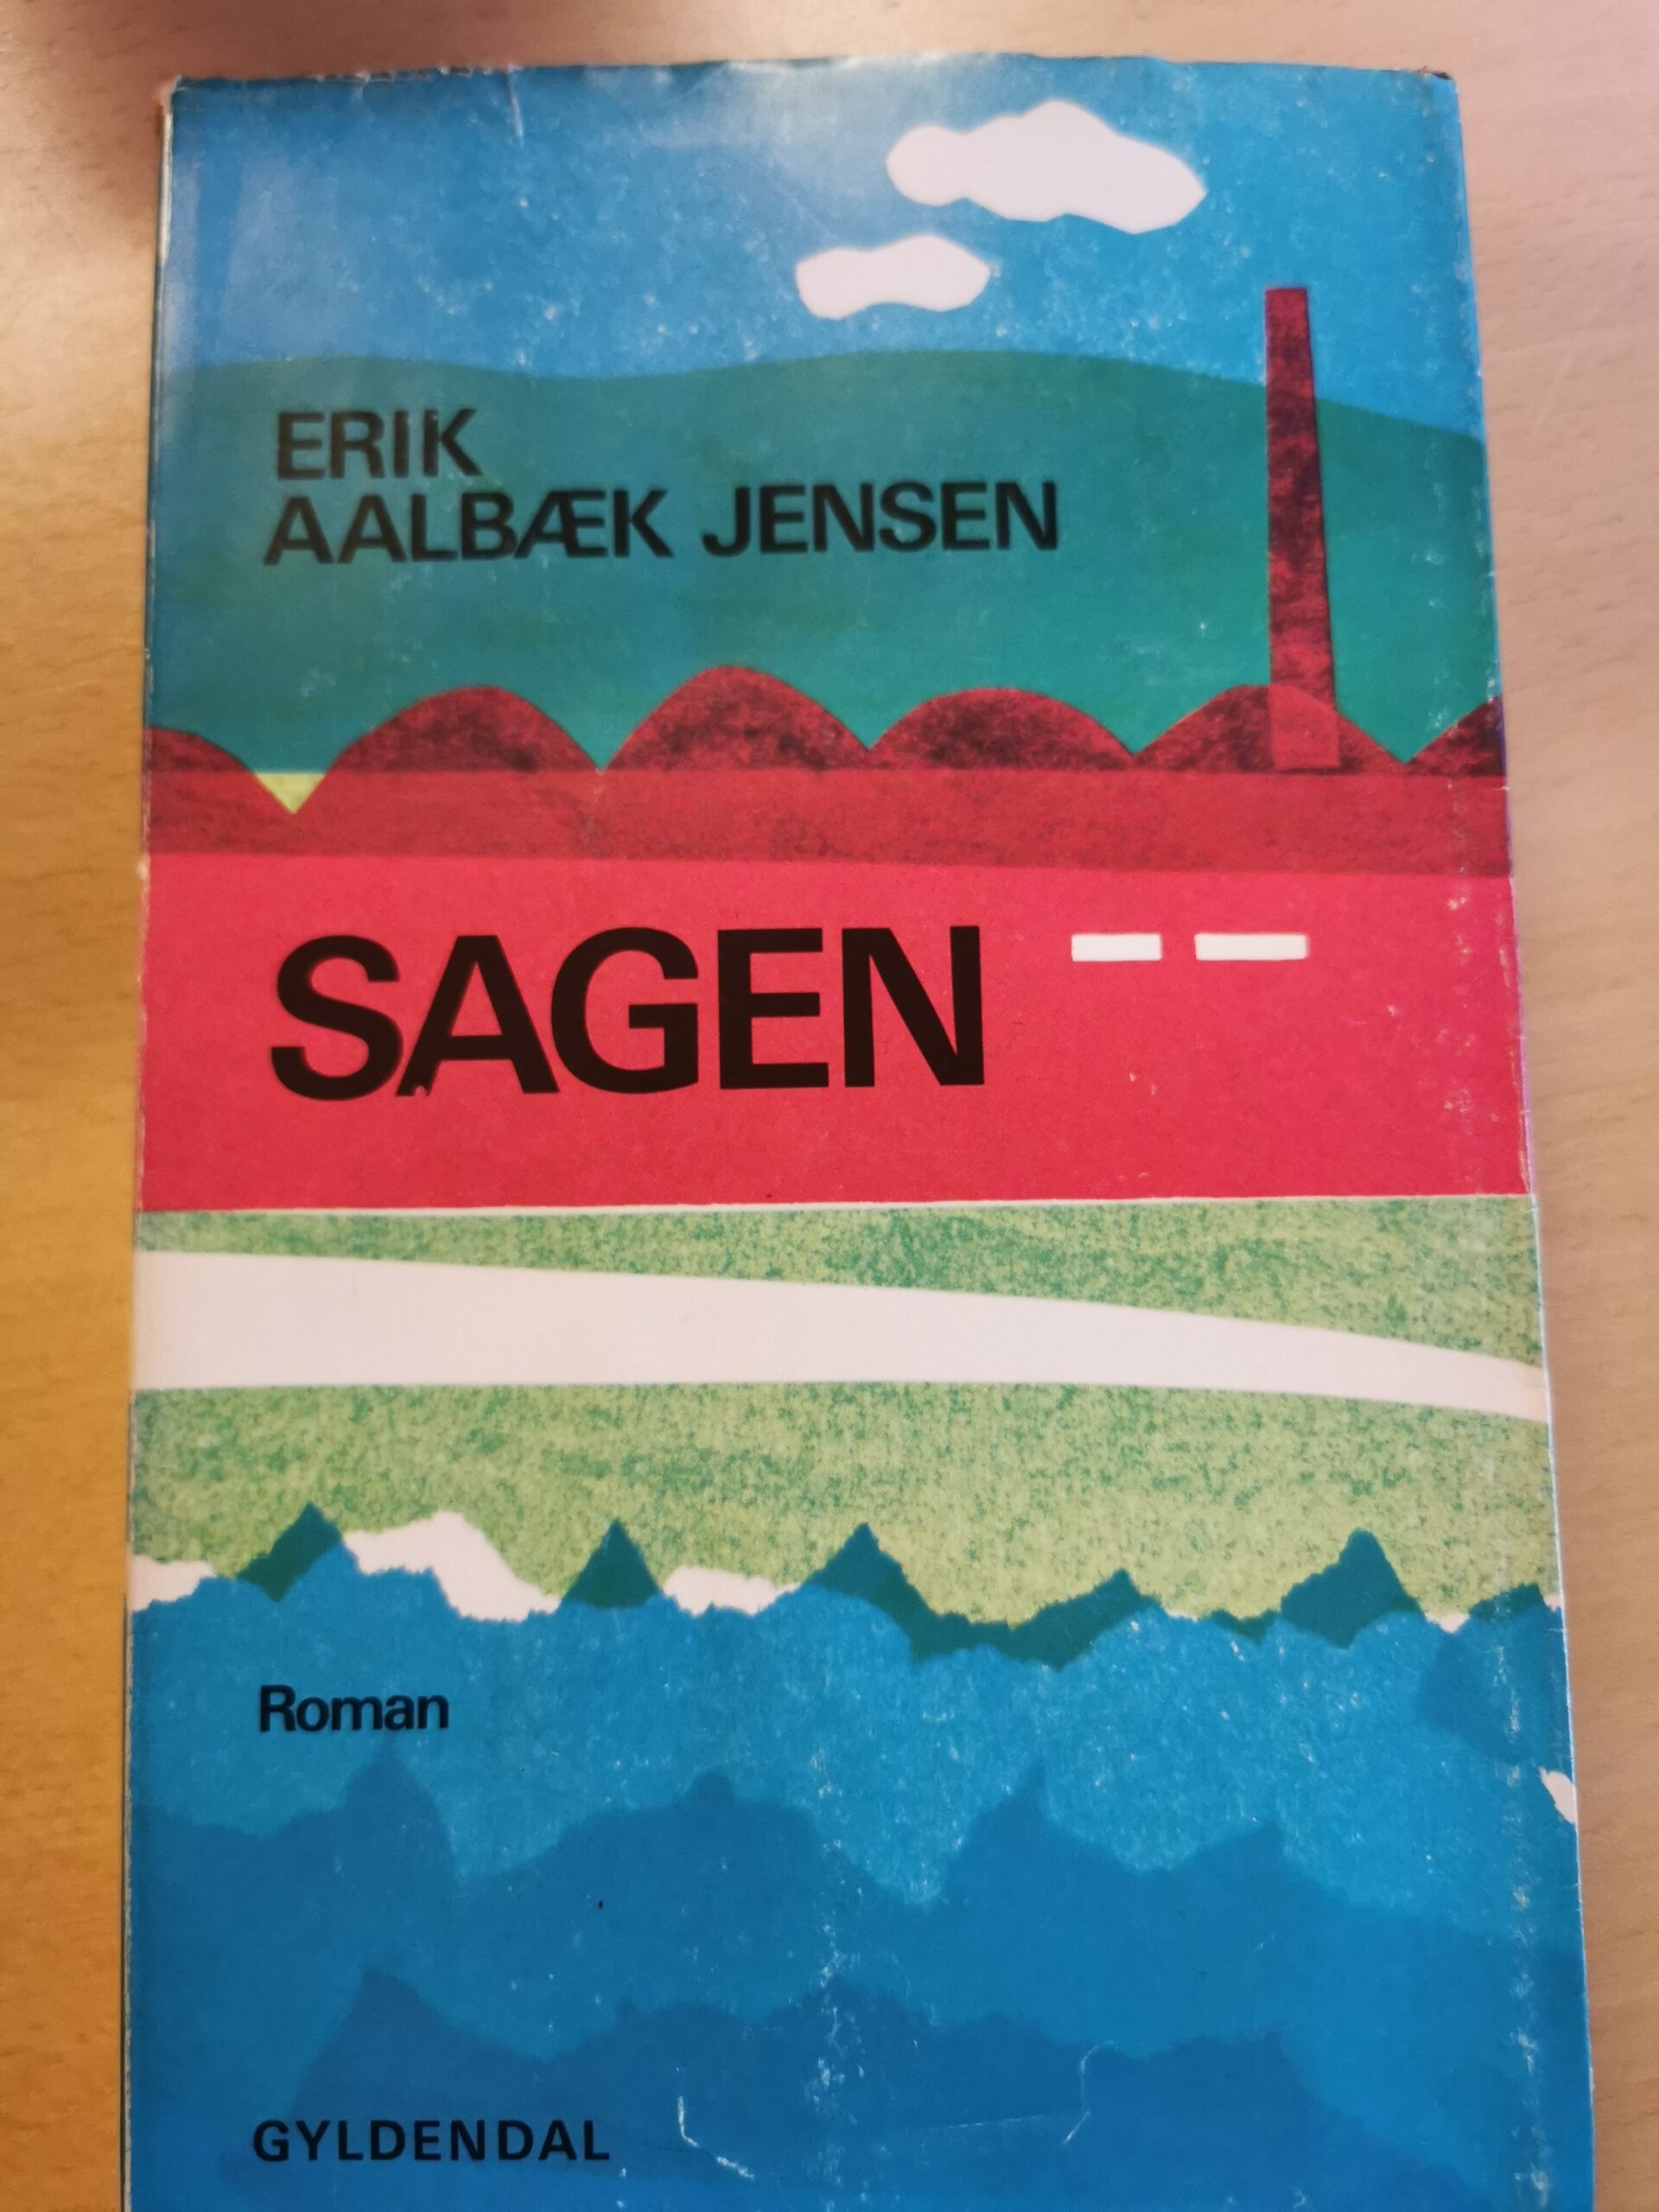 ERIK
AALBÆK JENSEN
SAGEN
Roman
GYLDENDAL